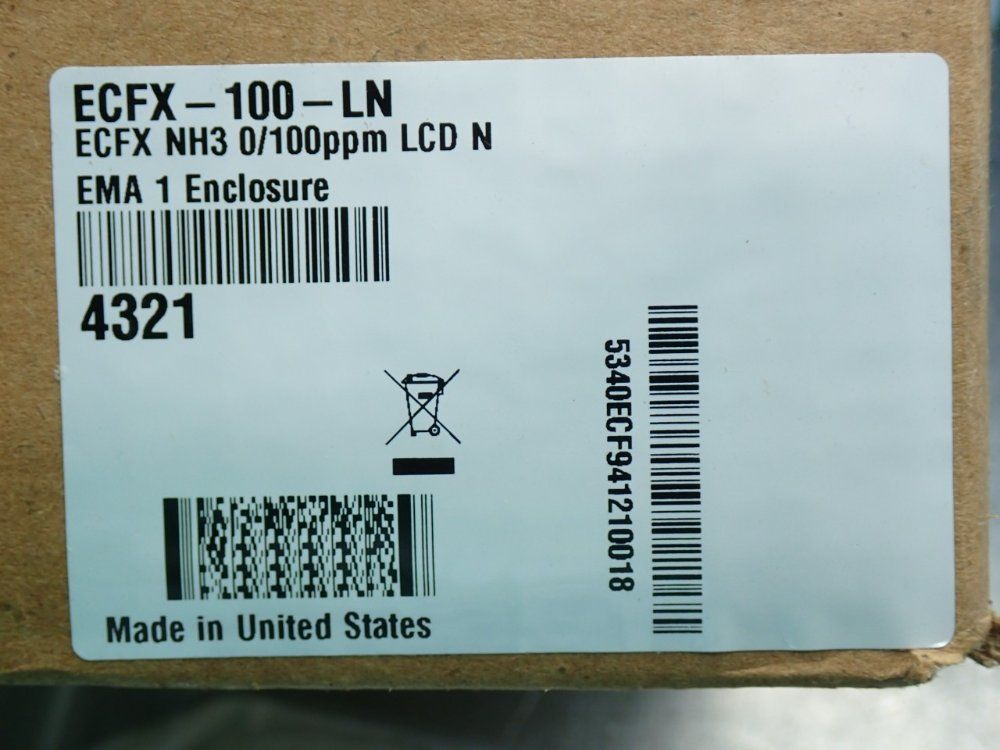 ECFX – 100 – LN
ECFX NH3 0/100ppm LCD N
EMA 1 Enclosure
4321
5340ECF941210018
Made in United States